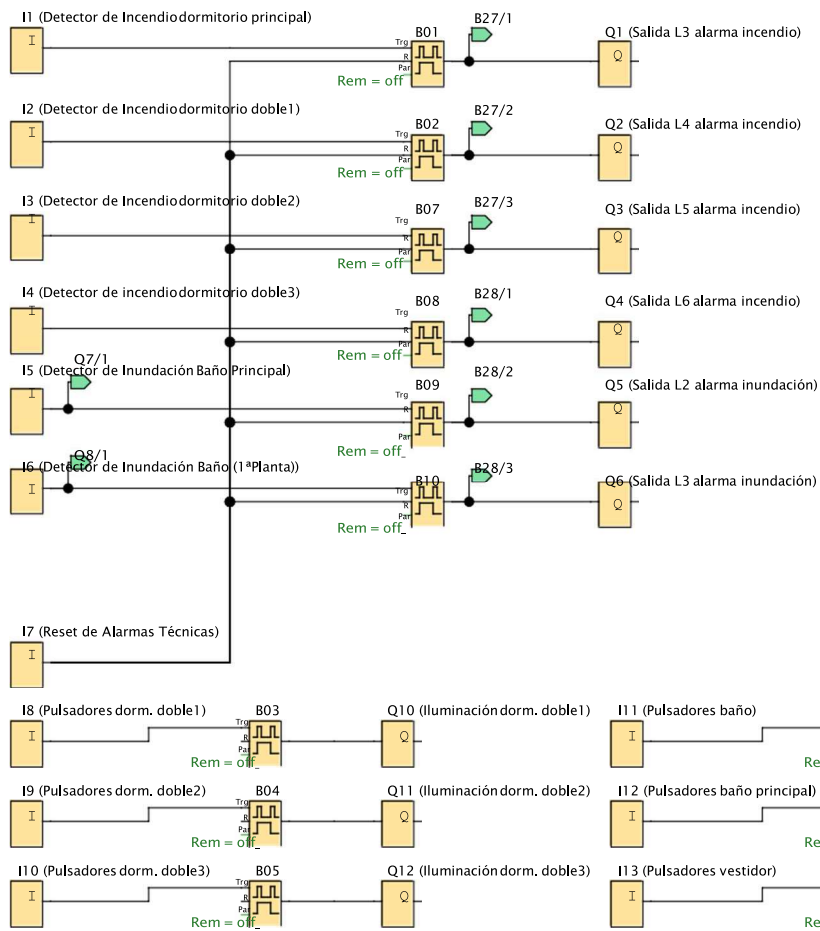 I1 (Detector de Incendio dormitorio principal)
I
B01
Trg
R
Par
Rem = off
B27/1
Q1 (Salida L3 alarma incendio)
Q
I2 (Detector de Incendio dormitorio doble1)
I
B02
Trg
R
Par
Rem = off
B27/2
Q2 (Salida L4 alarma incendio)
Q
I3 (Detector de Incendio dormitorio doble2)
I
B07
Trg
R
Par
Rem = off
B27/3
Q3 (Salida L5 alarma incendio)
Q
I4 (Detector de incendio dormitorio doble3)
I
B08
Trg
R
Par
Rem = off
B28/1
Q4 (Salida L6 alarma incendio)
Q
Q7/1
I5 (Detector de Inundación Baño Principal)
I
B09
Trg
R
Par
Rem = off
B28/2
Q5 (Salida L2 alarma inundación)
Q
Q8/1
I6 (Detector de Inundación Baño (1ªPlanta))
I
B10
Trg
R
Par
Rem = off
B28/3
Q6 (Salida L3 alarma inundación)
Q
I7 (Reset de Alarmas Técnicas)
I
I8 (Pulsadores dorm. doble1)
I
B03
Trg
R
Par
Rem = off
Q10 (Iluminación dorm. doble1)
Q
I11 (Pulsadores baño)
I
Re
I9 (Pulsadores dorm. doble2)
I
B04
Trg
R
Par
Rem = off
Q11 (Iluminación dorm. doble2)
Q
I12 (Pulsadores baño principal)
I
Re
I10 (Pulsadores dorm. doble3)
I
B05
Trg
R
Par
Rem = off
Q12 (Iluminación dorm. doble3)
Q
I13 (Pulsadores vestidor)
I
Re